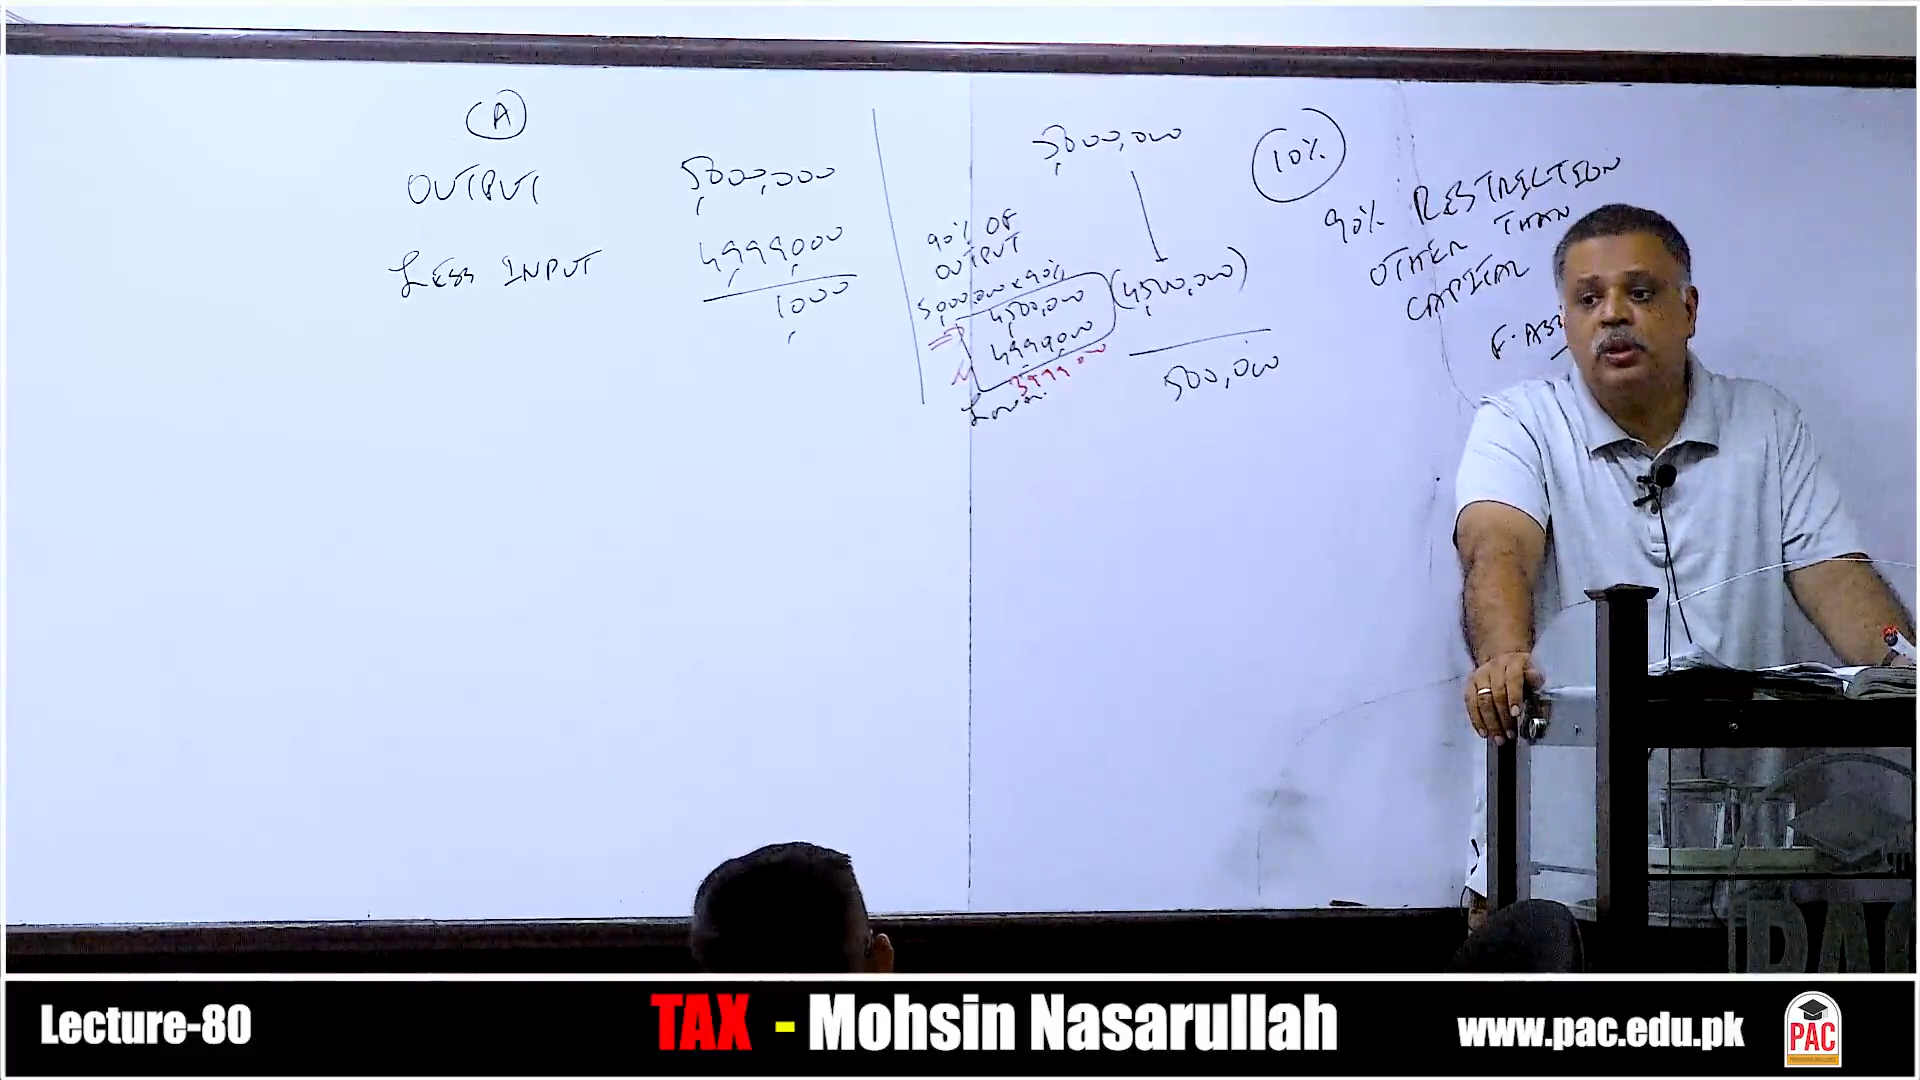 A
OUTPUT 5000,000
LESS INPUT 4999000
1000
5000,000
90% OF
OUTPUT
5000,000 x 90%
4500,000
4999000
3999000
Lower
(4500,000)
500,000
10%
90% RESTRICTION
OTHER THAN
CAPITAL
F. ASS
Lecture-80
TAX - Mohsin Nasarullah
www.pac.edu.pk
PAC